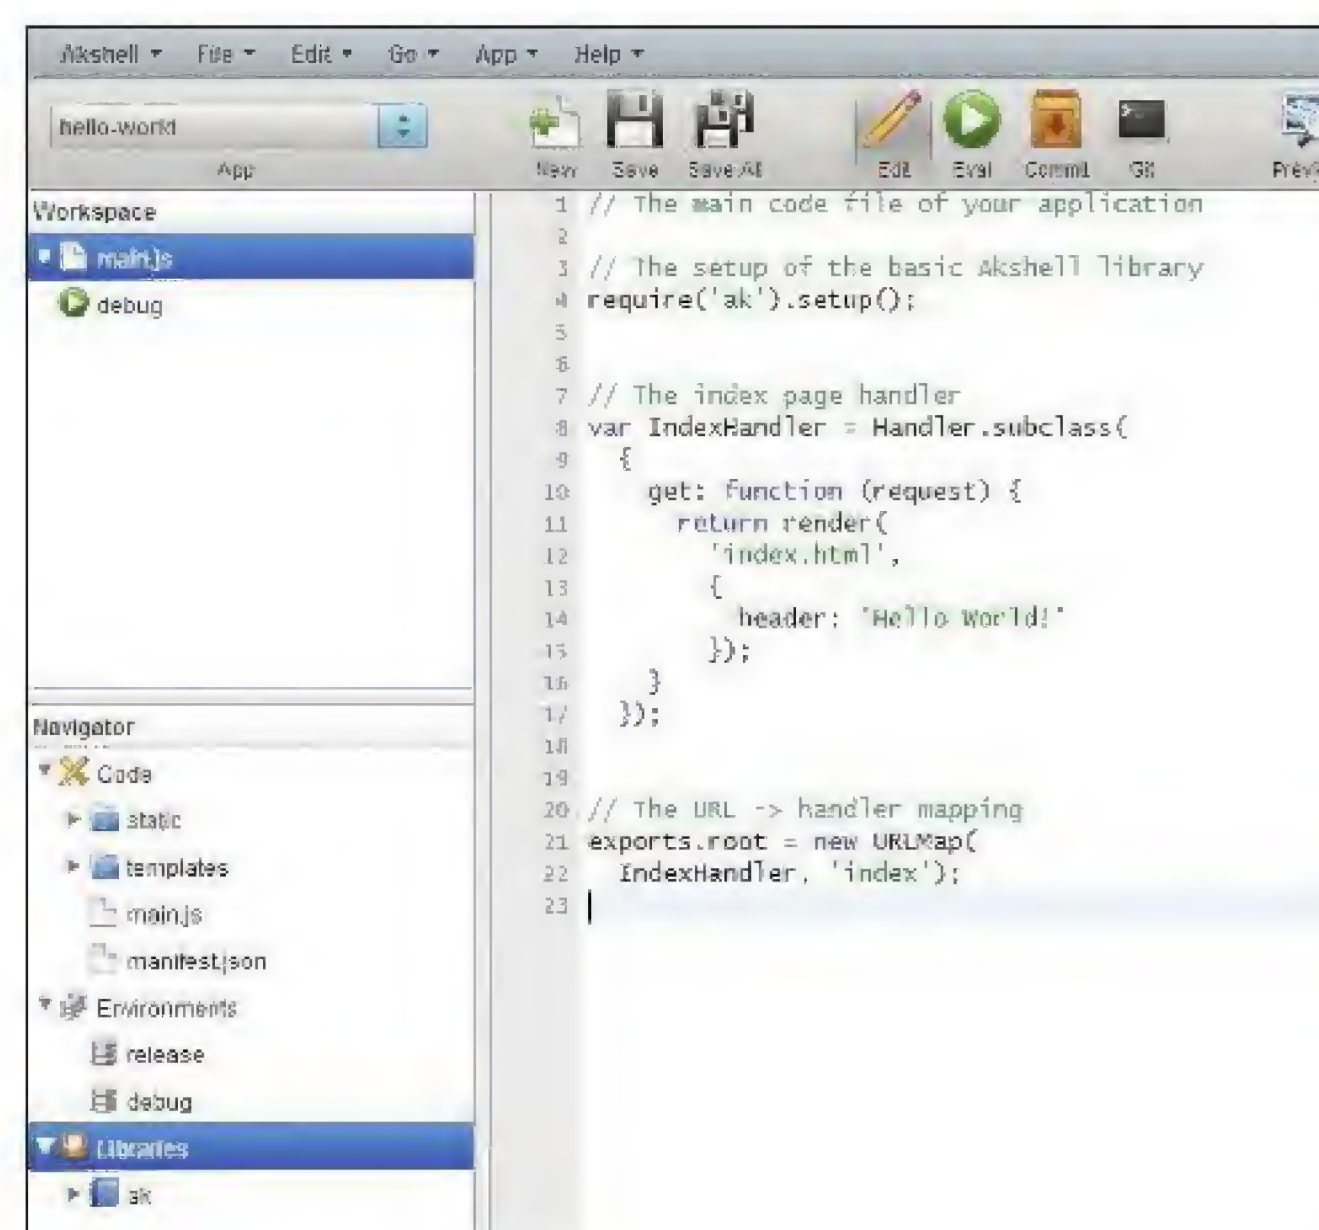 Akshell File Edit Go App Help
hello-world
App
New Save Save All Edit Eval Commit Git
Workspace
main.js
debug
Navigator
Code
static
templates
main.js
manifest.json
Environments
release
debug
Libraries
ak
1 // The main code file of your application
2
3 // The setup of the basic Akshell library
4 require('ak').setup();
5
6
7 // The index page handler
8 var IndexHandler = Handler.subclass(
9 {
10 get: function (request) {
11 return render(
12 'index.html',
13 {
14 header: 'Hello World!'
15 });
16 }
17 });
18
19
20 // The URL -> handler mapping
21 exports.root = new URLMap(
22 IndexHandler, 'index');
23